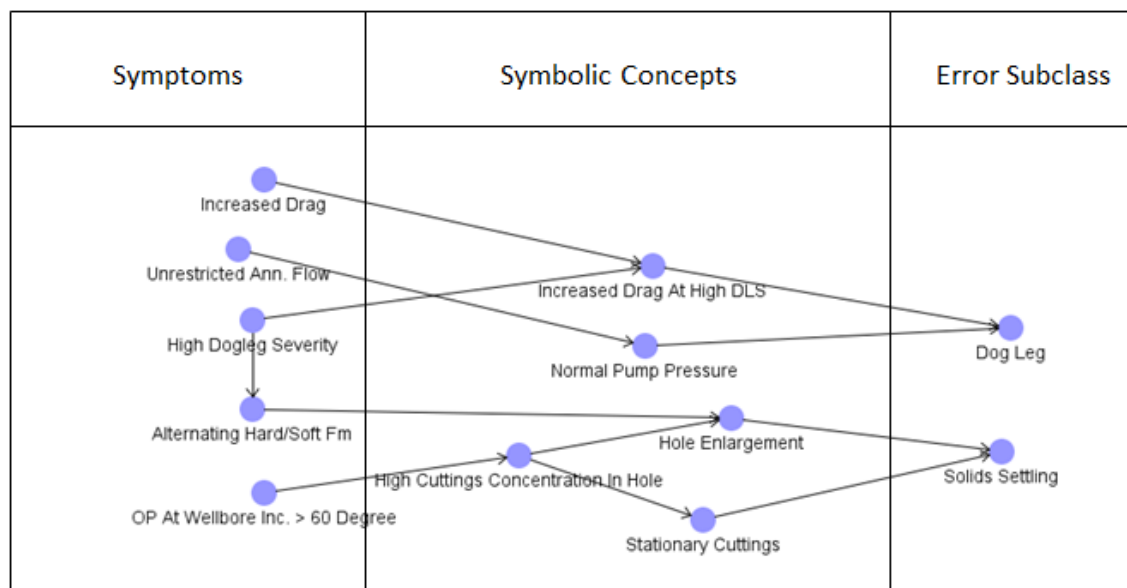 Symptoms
Symbolic Concepts
Error Subclass
Increased Drag
Unrestricted Ann. Flow
Increased Drag At High DLS
High Dogleg Severity
Dog Leg
Normal Pump Pressure
Alternating Hard/Soft Fm
Hole Enlargement
High Cuttings Concentration In Hole
Solids Settling
OP At Wellbore Inc. > 60 Degree
Stationary Cuttings